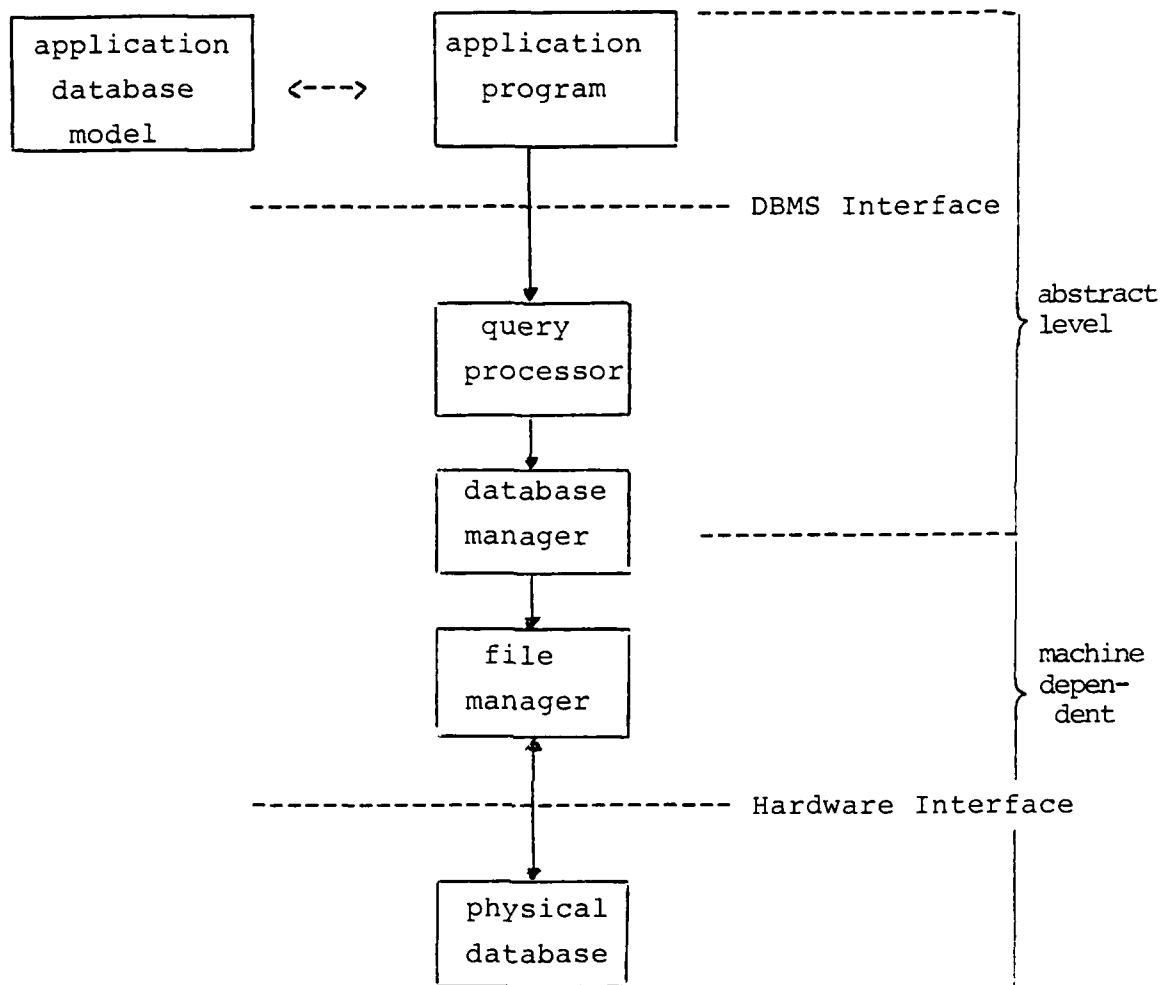 application
database
model
<--->
application
program
DBMS Interface
query
processor
abstract
level
database
manager
file
manager
machine
depen-
dent
Hardware Interface
physical
database